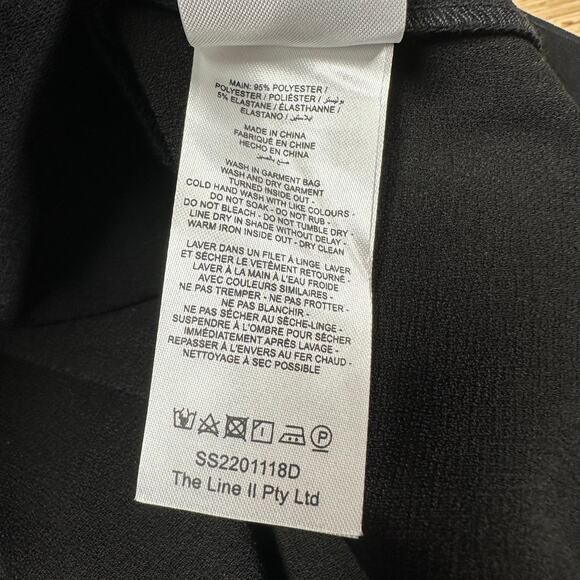 MAIN: 95% POLYESTER /
POLYESTER / POLIÉSTER / بوليستر
5% ELASTANE / ÉLASTHANNE /
ELASTANO / ايلاستين
MADE IN CHINA
FABRIQUÉ EN CHINE
HECHO EN CHINA
صنع بالصين
WASH IN GARMENT BAG
WASH AND DRY GARMENT
TURNED INSIDE OUT -
COLD HAND WASH WITH LIKE COLOURS -
DO NOT SOAK - DO NOT RUB -
DO NOT BLEACH - DO NOT TUMBLE DRY -
LINE DRY IN SHADE WITHOUT DELAY -
WARM IRON INSIDE OUT - DRY CLEAN
LAVER DANS UN FILET À LINGE. LAVER
ET SÉCHER LE VÊTEMENT RETOURNÉ -
LAVER À LA MAIN À L'EAU FROIDE
AVEC COULEURS SIMILAIRES -
NE PAS TREMPER - NE PAS FROTTER -
NE PAS BLANCHIR -
NE PAS SÉCHER AU SÈCHE-LINGE -
SUSPENDRE À L'OMBRE POUR SÉCHER
IMMÉDIATEMENT APRÈS LAVAGE -
REPASSER À L'ENVERS AU FER CHAUD -
NETTOYAGE À SEC POSSIBLE
P
SS2201118D
The Line II Pty Ltd